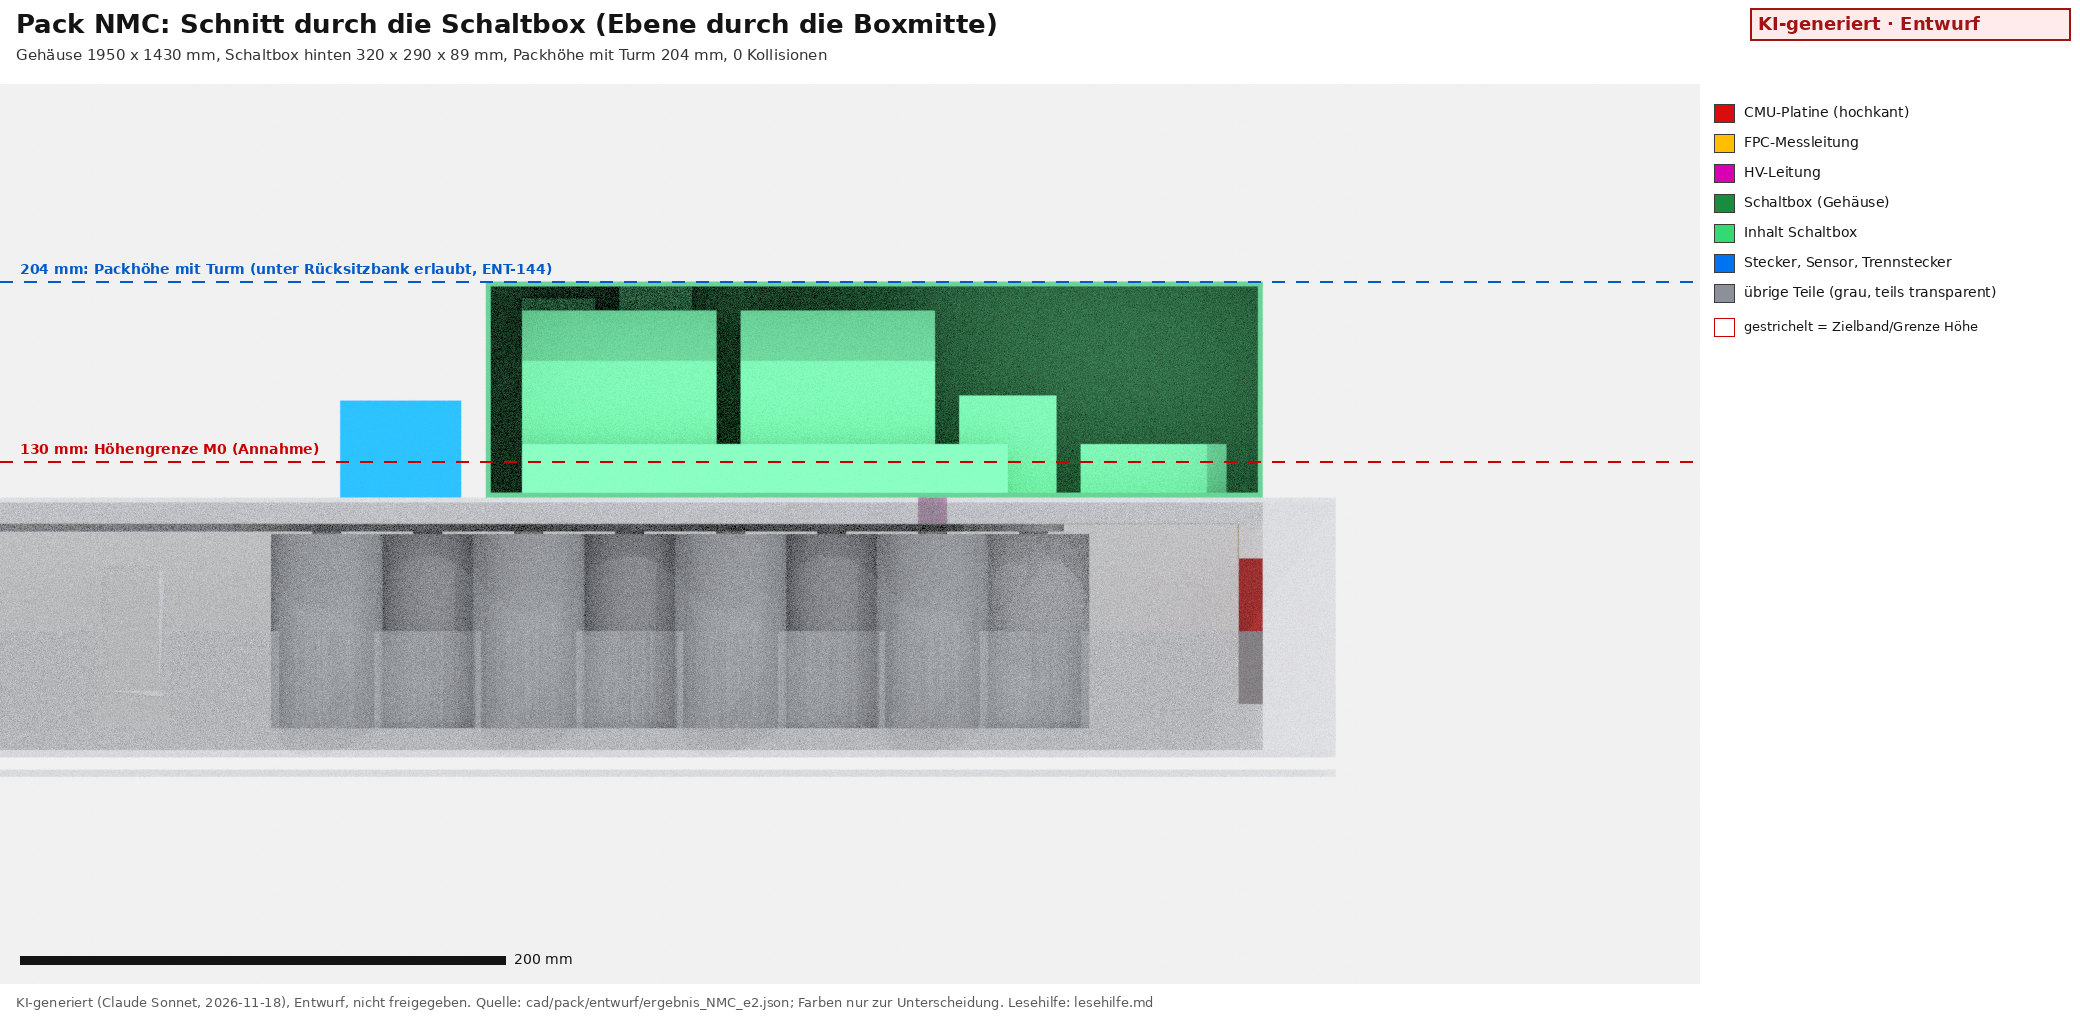 Pack NMC: Schnitt durch die Schaltbox (Ebene durch die Boxmitte)
KI-generiert · Entwurf
Gehäuse 1950 x 1430 mm, Schaltbox hinten 320 x 290 x 89 mm, Packhöhe mit Turm 204 mm, 0 Kollisionen
CMU-Platine (hochkant)
FPC-Messleitung
HV-Leitung
Schaltbox (Gehäuse)
Inhalt Schaltbox
Stecker, Sensor, Trennstecker
übrige Teile (grau, teils transparent)
gestrichelt = Zielband/Grenze Höhe
204 mm: Packhöhe mit Turm (unter Rücksitzbank erlaubt, ENT-144)
130 mm: Höhengrenze M0 (Annahme)
200 mm
KI-generiert (Claude Sonnet, 2026-11-18), Entwurf, nicht freigegeben. Quelle: cad/pack/entwurf/ergebnis_NMC_e2.json; Farben nur zur Unterscheidung. Lesehilfe: lesehilfe.md